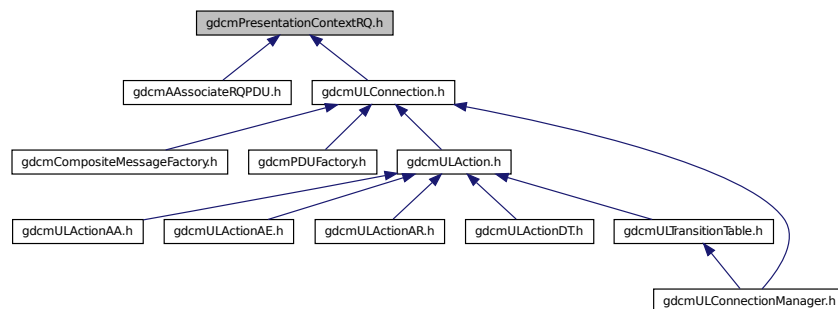 gdcmPresentationContextRQ.h
gdcmAAssociateRQPDU.h
gdcmULConnection.h
gdcmCompositeMessageFactory.h
gdcmPDUFactory.h
gdcmULAction.h
gdcmULActionAA.h
gdcmULActionAE.h
gdcmULActionAR.h
gdcmULActionDT.h
gdcmULTransitionTable.h
gdcmULConnectionManager.h